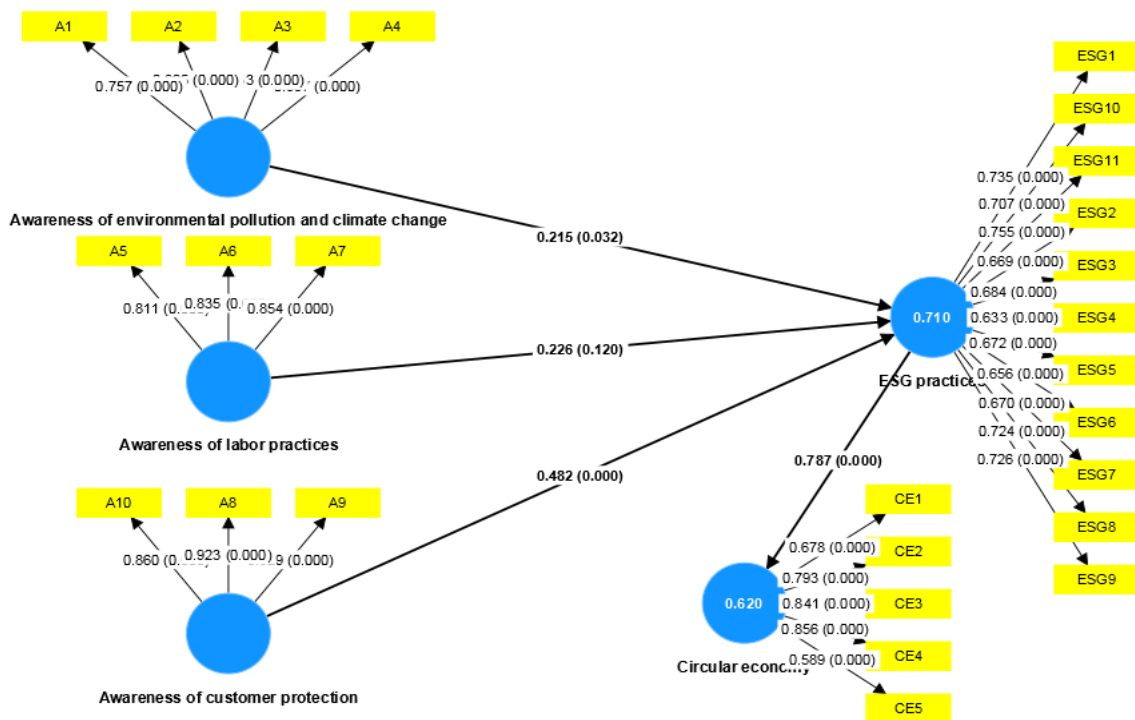 A1
A2
A3
A4
0.757 (0.000)
(0.000)
(0.000)
(0.000)
Awareness of environmental pollution and climate change
A5
A6
A7
0.811
0.835
0.854 (0.000)
Awareness of labor practices
A10
A8
A9
0.860
0.923 (0.000)
(0.000)
Awareness of customer protection
0.215 (0.032)
0.226 (0.120)
0.482 (0.000)
0.710
ESG practices
0.787 (0.000)
ESG1
ESG10
ESG11
ESG2
ESG3
ESG4
ESG5
ESG6
ESG7
ESG8
ESG9
0.735 (0.000)
0.707 (0.000)
0.755 (0.000)
0.669 (0.000)
0.684 (0.000)
0.633 (0.000)
0.672 (0.000)
0.656 (0.000)
0.670 (0.000)
0.724 (0.000)
0.726 (0.000)
0.620
Circular economy
CE1
CE2
CE3
CE4
CE5
0.678 (0.000)
0.793 (0.000)
0.841 (0.000)
0.856 (0.000)
0.589 (0.000)